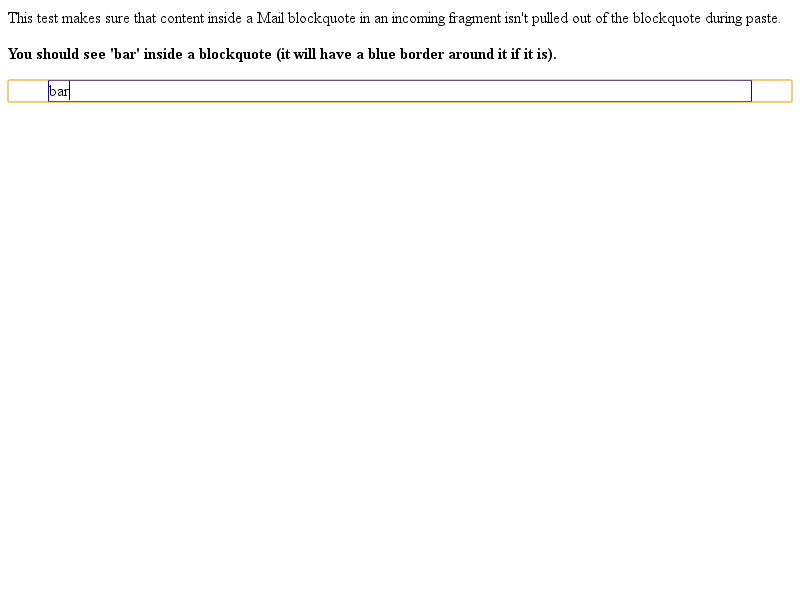 This test makes sure that content inside a Mail blockquote in an incoming fragment isn't pulled out of the blockquote during paste.
You should see 'bar' inside a blockquote (it will have a blue border around it if it is).
bar